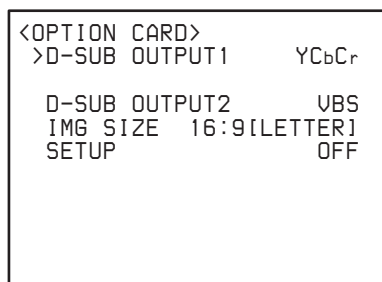 <OPTION CARD>
>D-SUB OUTPUT1 YCbCr
D-SUB OUTPUT2 VBS
IMG SIZE 16:9[LETTER]
SETUP OFF